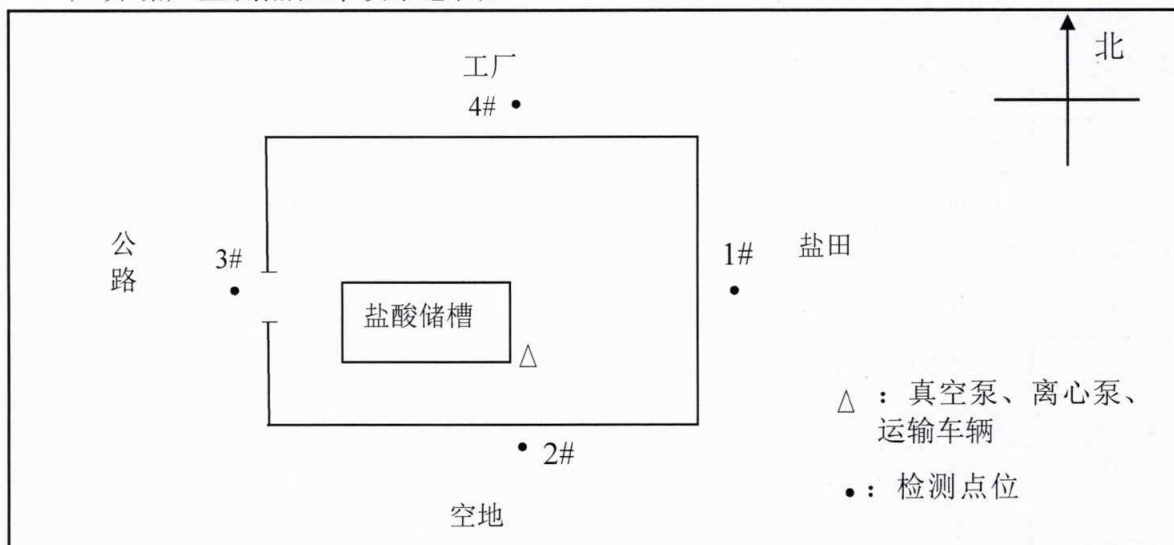 工厂
4#
北
公
路
3#
1#
盐田
盐酸储槽
△ ：真空泵、离心泵、
运输车辆
2#
●：检测点位
空地